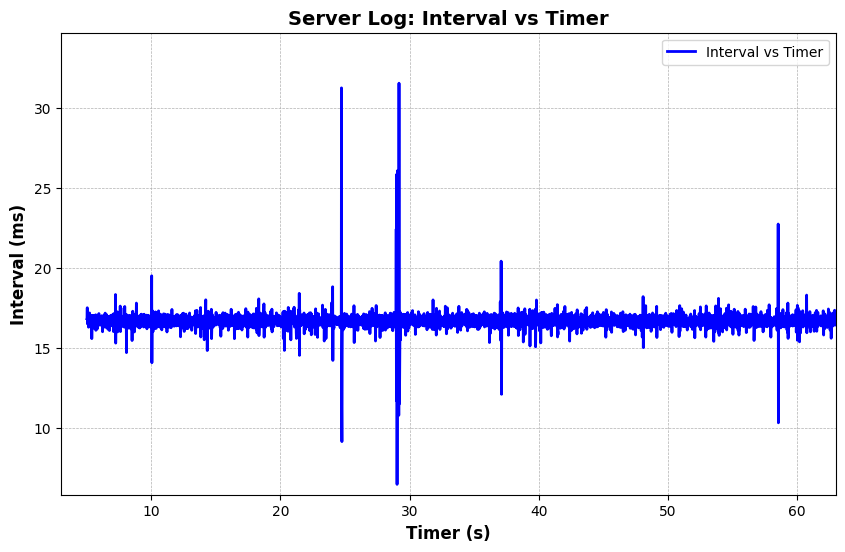 Server Log: Interval vs Timer
Interval vs Timer
Interval (ms)
30
25
20
15
10
10 20 30 40 50 60
Timer (s)